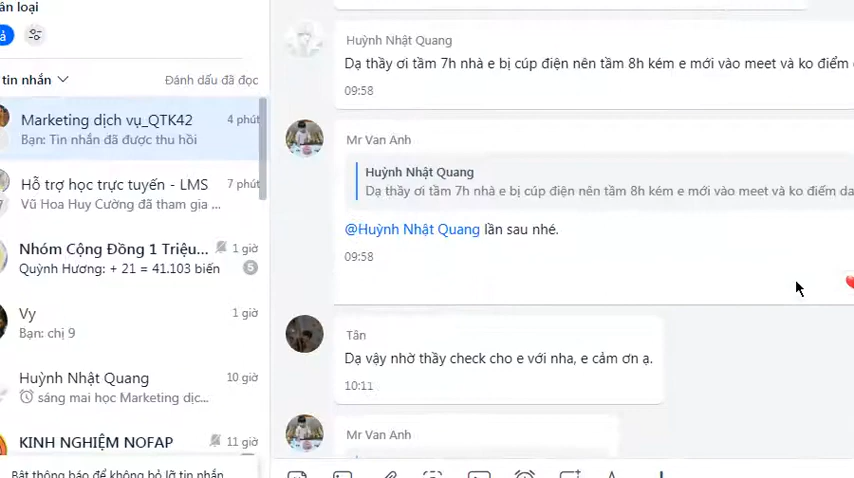 ân loại
ả
tin nhắn
Đánh dấu đã đọc
Marketing dịch vụ_QTK42
4 phút
Bạn: Tin nhắn đã được thu hồi
Hỗ trợ học trực tuyến - LMS
7 phút
Vũ Hoa Huy Cường đã tham gia ...
Nhóm Cộng Đồng 1 Triệu...
1 giờ
Quỳnh Hương: + 21 = 41.103 biến
5
Vy
1 giờ
Bạn: chị 9
Huỳnh Nhật Quang
10 giờ
sáng mai học Marketing dịc...
KINH NGHIỆM NOFAP
11 giờ
Bật thông báo để không bỏ lỡ tin nhắn
Huỳnh Nhật Quang
Dạ thầy ơi tầm 7h nhà e bị cúp điện nên tầm 8h kém e mới vào meet và ko điểm
09:58
Mr Van Anh
Huỳnh Nhật Quang
Dạ thầy ơi tầm 7h nhà e bị cúp điện nên tầm 8h kém e mới vào meet và ko điểm da
@Huỳnh Nhật Quang lần sau nhé.
09:58
Tân
Dạ vậy nhờ thầy check cho e với nha, e cảm ơn ạ.
10:11
Mr Van Anh